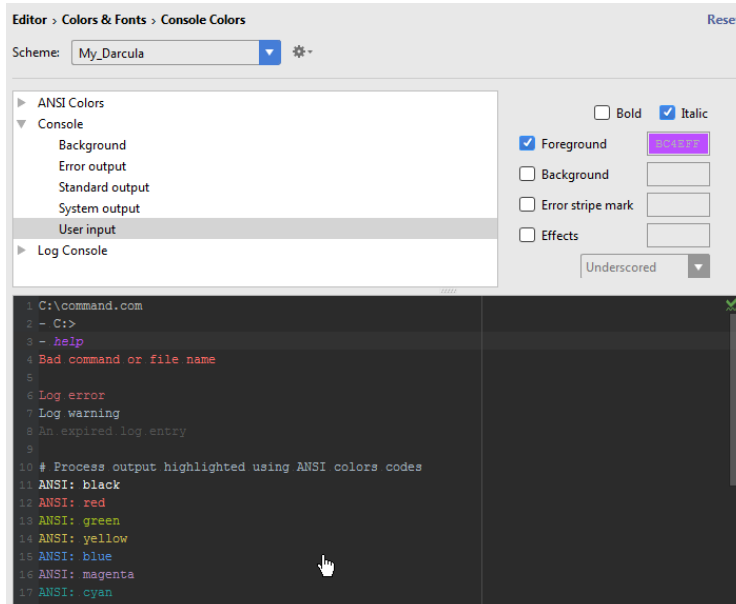 Editor › Colors & Fonts › Console Colors Rese
Scheme: My_Darcula
ANSI Colors
Console
Background
Error output
Standard output
System output
User input
Log Console
Bold Italic
Foreground BC4EFF
Background
Error stripe mark
Effects
Underscored
1 C:\command.com
2 - C:>
3 - help
4 Bad command or file name
5
6 Log error
7 Log warning
8 An expired log entry
9
10 # Process output highlighted using ANSI colors codes
11 ANSI: black
12 ANSI: red
13 ANSI: green
14 ANSI: yellow
15 ANSI: blue
16 ANSI: magenta
17 ANSI: cyan